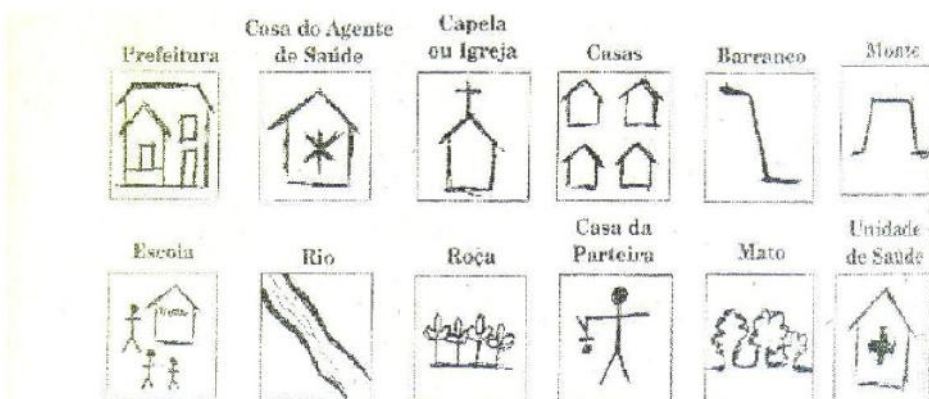 Prefeitura
Casa do Agente
de Saúde
Capela
ou Igreja
Casas
Barranco
Monte
Escola
Rio
Roça
Casa da
Parteira
Mato
Unidade
de Saúde